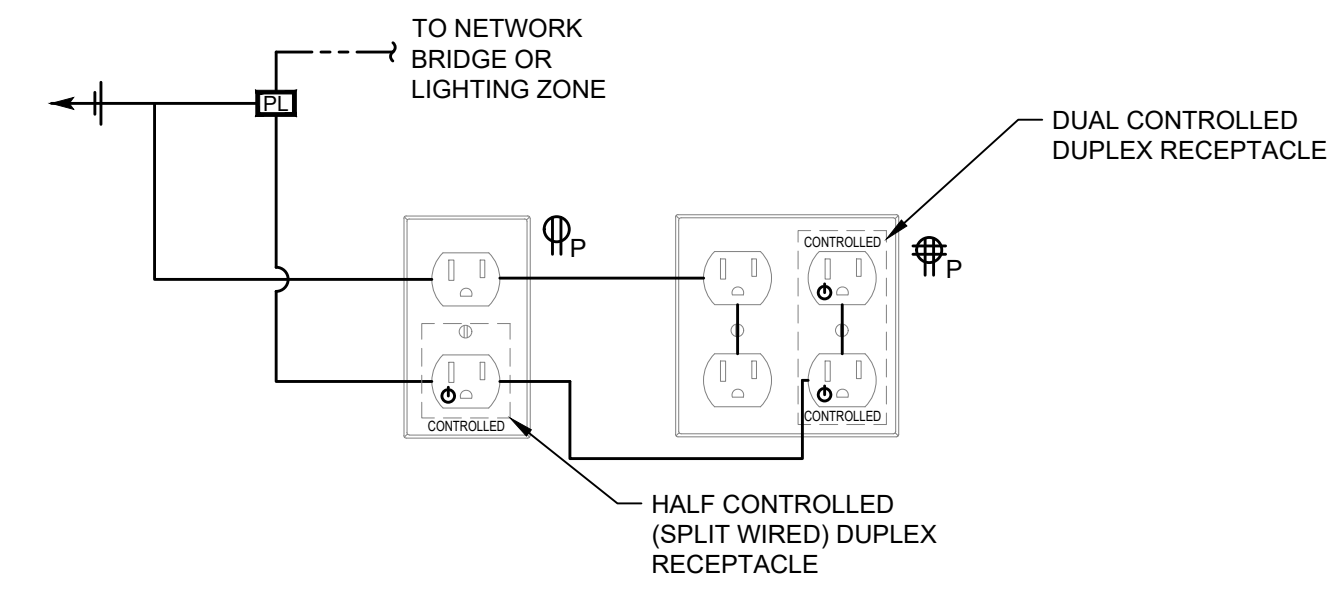 TO NETWORK
BRIDGE OR
LIGHTING ZONE
PL
DUAL CONTROLLED
DUPLEX RECEPTACLE
P
CONTROLLED
P
CONTROLLED
CONTROLLED
HALF CONTROLLED
(SPLIT WIRED) DUPLEX
RECEPTACLE